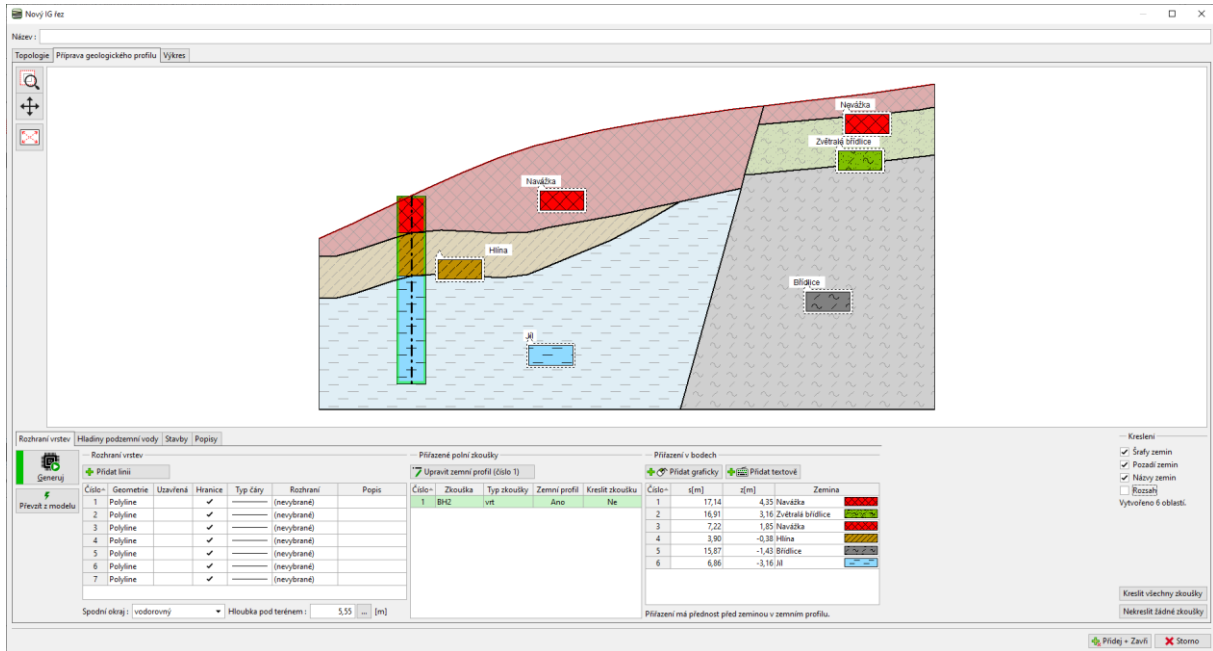 Nový IG řez
Název :
Topologie Příprava geologického profilu Výkres
Navážka
Zvětralá břidlice
Navážka
Hlína
Břidlice
Jíl
Rozhraní vrstev Hladiny podzemní vody Stavby Popisy
Generuj
Převzít z modelu
Rozhraní vrstev
Přidat linii
Číslo Geometrie Uzavřená Hranice Typ čáry Rozhraní Popis
1 Polyline (nevybrané)
2 Polyline (nevybrané)
3 Polyline (nevybrané)
4 Polyline (nevybrané)
5 Polyline (nevybrané)
6 Polyline (nevybrané)
7 Polyline (nevybrané)
Spodní okraj : vodorovný Hloubka pod terénem : 5,55 ... [m]
Přiřazené polní zkoušky
Upravit zemní profil (číslo 1)
Číslo Zkouška Typ zkoušky Zemní profil Kreslit zkoušku
1 BH2 vrt Ano Ne
Přiřazení v bodech
Přidat graficky Přidat textově
Číslo s[m] z[m] Zemina
1 17,14 4,35 Navážka
2 16,91 3,16 Zvětralá břidlice
3 7,22 1,85 Navážka
4 3,90 -0,38 Hlína
5 15,87 -1,43 Břidlice
6 6,86 -3,16 Jíl
Přiřazení má přednost před zeminou v zemním profilu.
Kreslení
Šrafy zemin
Pozadí zemin
Názvy zemin
Rozsah
Vytvořeno 6 oblastí.
Kreslit všechny zkoušky
Nekreslit žádné zkoušky
Přidej + Zavři Storno